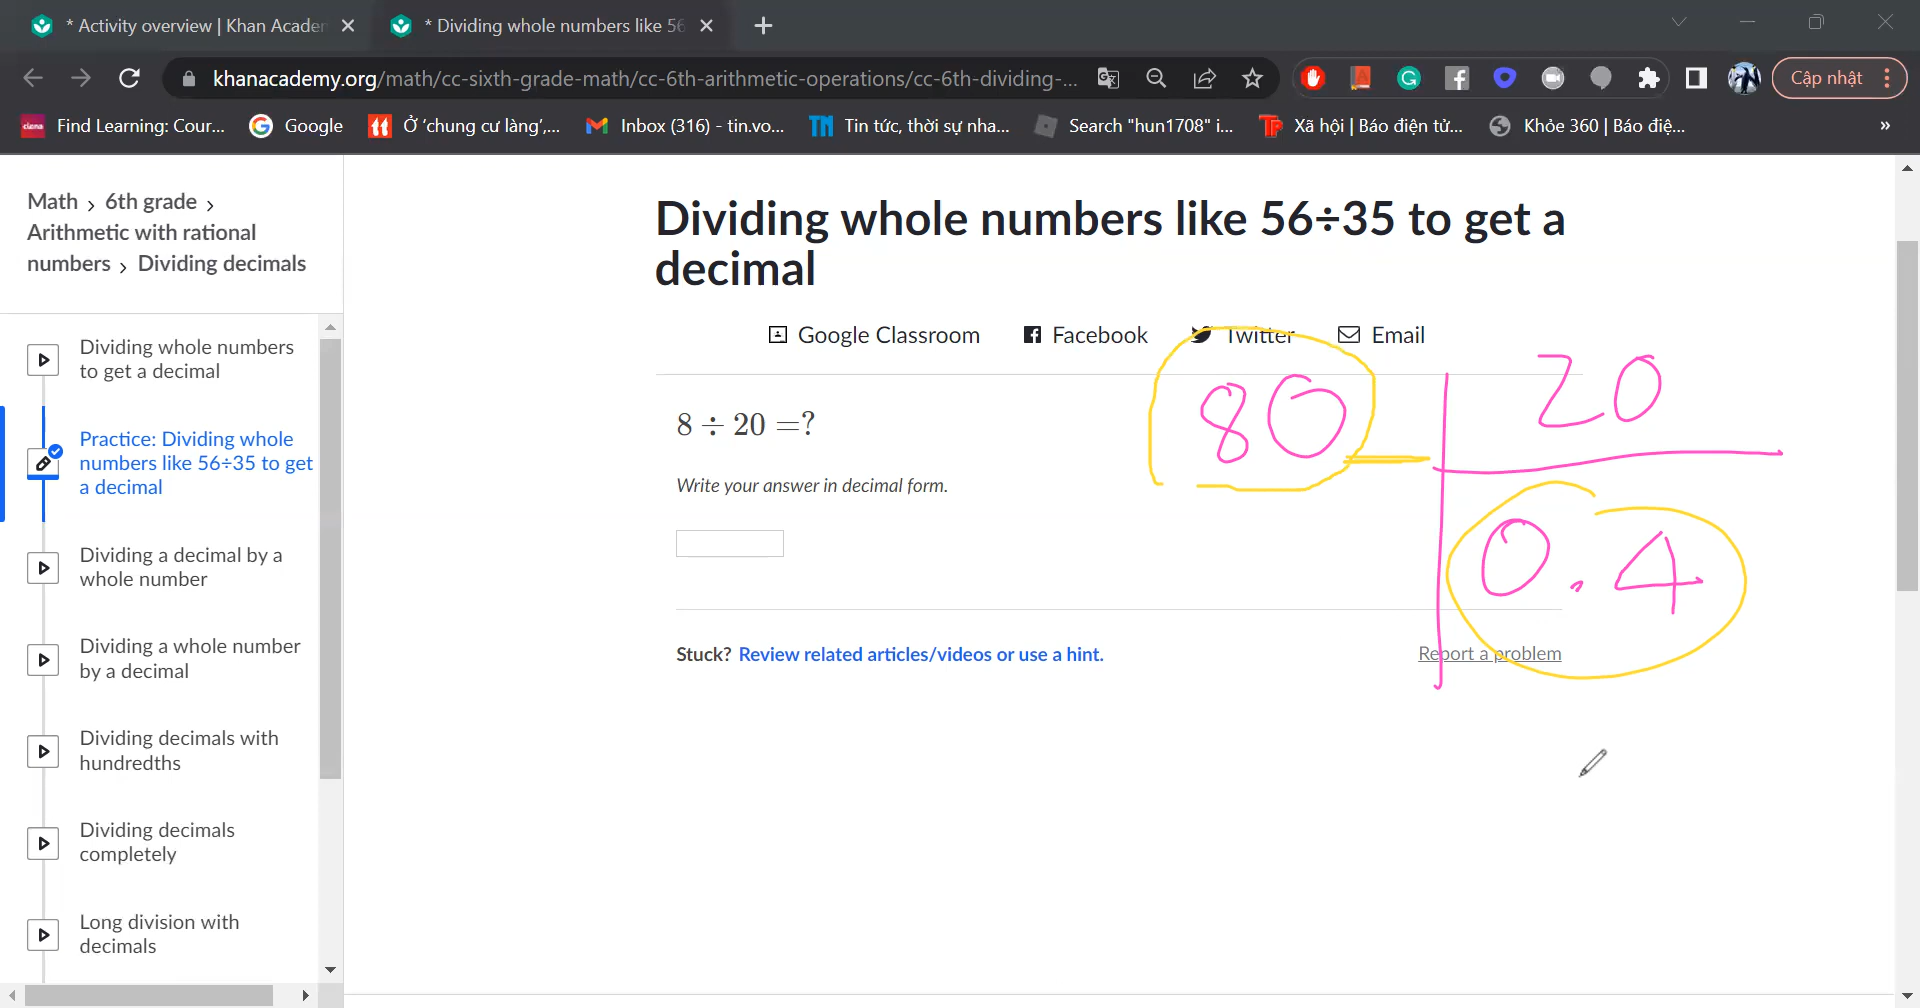 * Activity overview | Khan Acade
* Dividing whole numbers like 56
khanacademy.org/math/cc-sixth-grade-math/cc-6th-arithmetic-operations/cc-6th-dividing-...
Cập nhật
ciena Find Learning: Cour...
Google
Ở 'chung cư làng',...
Inbox (316) - tin.vo...
TN Tin tức, thời sự nha...
Search "hun1708" i...
Xã hội | Báo điện tử...
Khỏe 360 | Báo điệ...
»
Math › 6th grade ›
Arithmetic with rational
numbers › Dividing decimals
Dividing whole numbers
to get a decimal
Practice: Dividing whole
numbers like 56÷35 to get
a decimal
Dividing a decimal by a
whole number
Dividing a whole number
by a decimal
Dividing decimals with
hundredths
Dividing decimals
completely
Long division with
decimals
Dividing whole numbers like 56÷35 to get a
decimal
Google Classroom Facebook Twitter Email
8 ÷ 20 =?
Write your answer in decimal form.
Stuck? Review related articles/videos or use a hint.
Report a problem
80 20
0.4